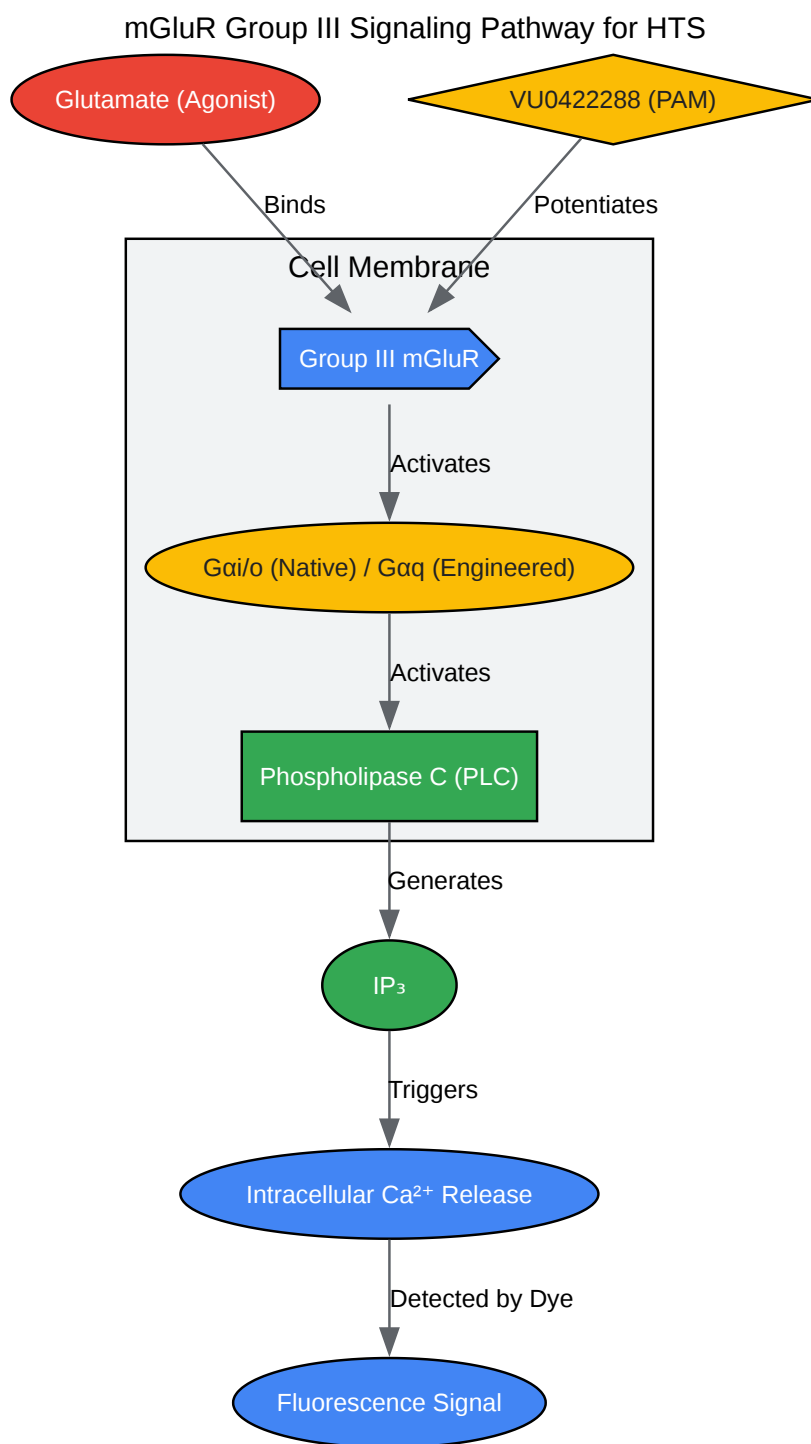 mGluR Group III Signaling Pathway for HTS
Glutamate (Agonist)
VU0422288 (PAM)
Binds
Potentiates
Cell Membrane
Group III mGluR
Activates
Gαi/o (Native) / Gαq (Engineered)
Activates
Phospholipase C (PLC)
Generates
IP₃
Triggers
Intracellular Ca²⁺ Release
Detected by Dye
Fluorescence Signal